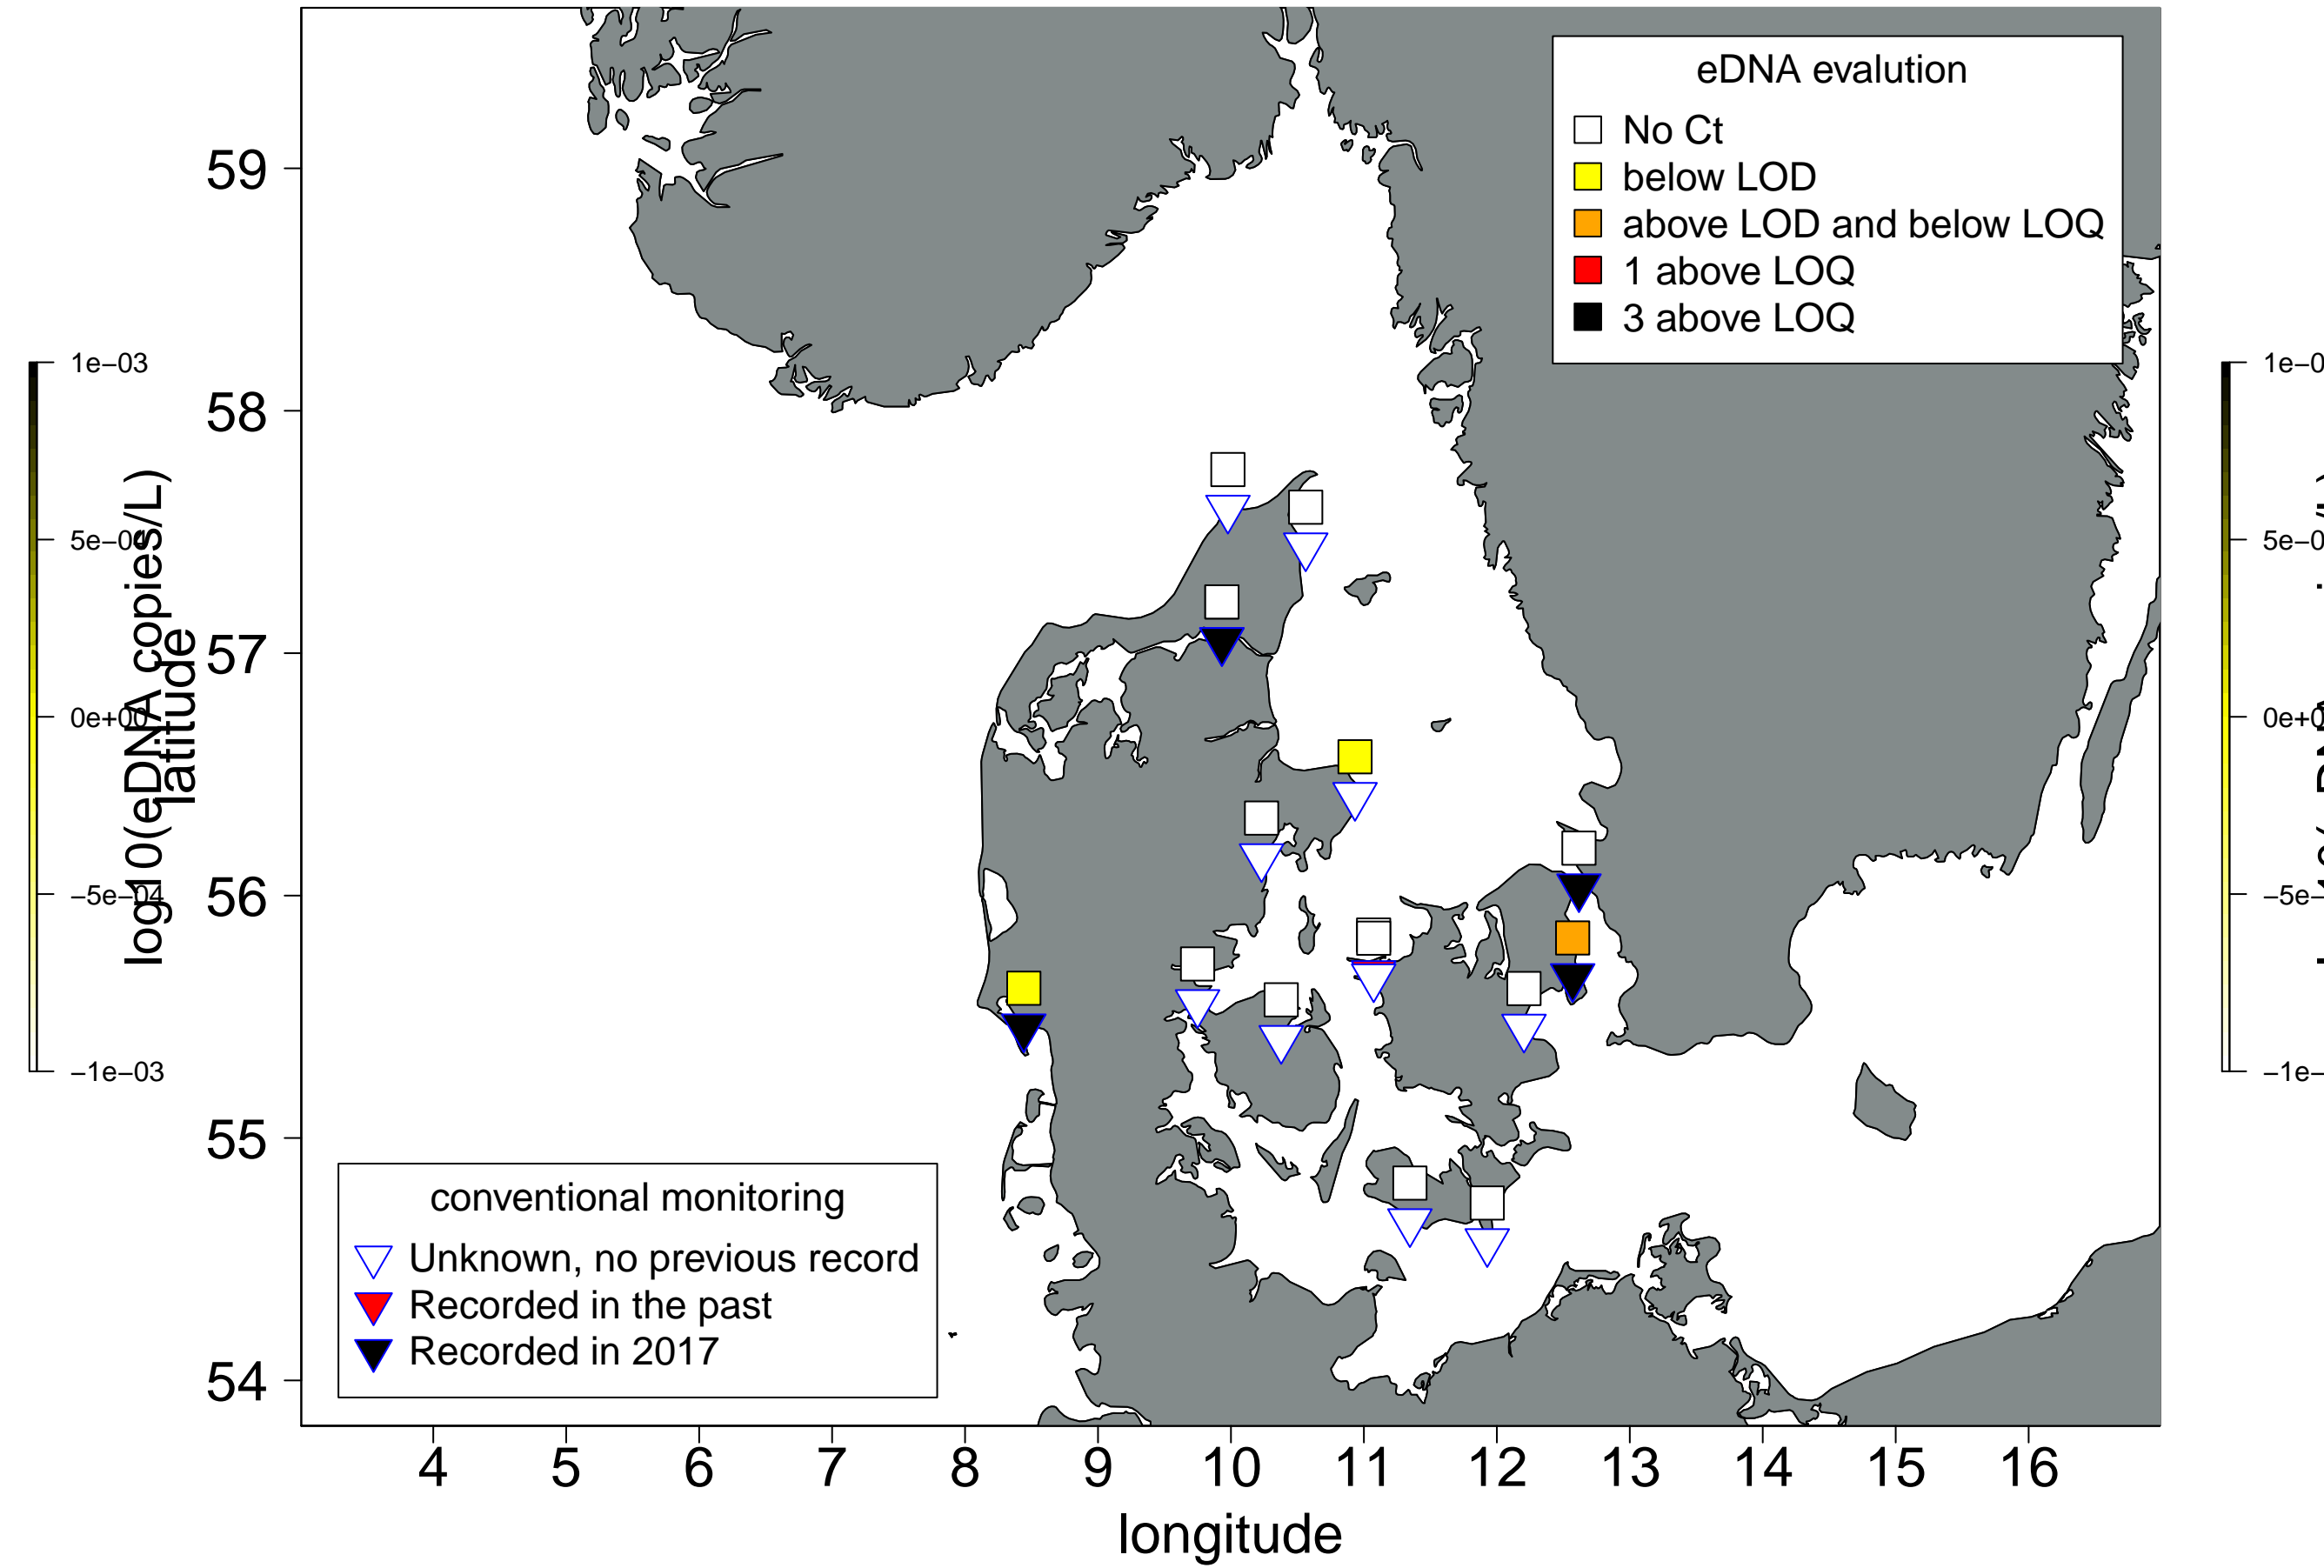 eDNA evalution
No Ct
below LOD
above LOD and below LOQ
1 above LOQ
3 above LOQ
59
58
57
56
55
54
latitude
1e−03
5e−04
0e+00
−5e−04
−1e−03
log10(eDNA copies/L)
conventional monitoring
Unknown, no previous record
Recorded in the past
Recorded in 2017
4 5 6 7 8 9 10 11 12 13 14 15 16
longitude